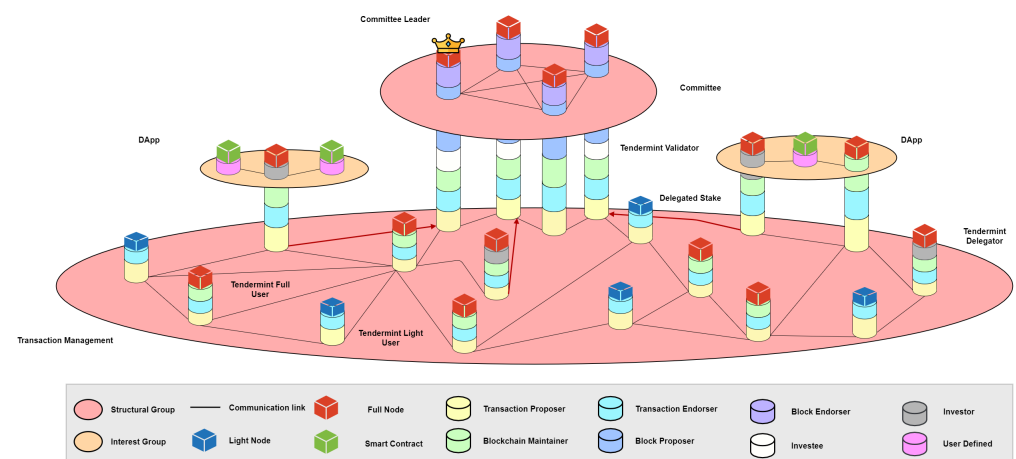 Committee Leader
Committee
DApp
DApp
Tendermint Validator
Delegated Stake
Tendermint
Delegator
Tendermint Full
User
Tendermint Light
User
Transaction Management
Structural Group
Communication link
Full Node
Transaction Proposer
Transaction Endorser
Block Endorser
Investor
Interest Group
Light Node
Smart Contract
Blockchain Maintainer
Block Proposer
Investee
User Defined